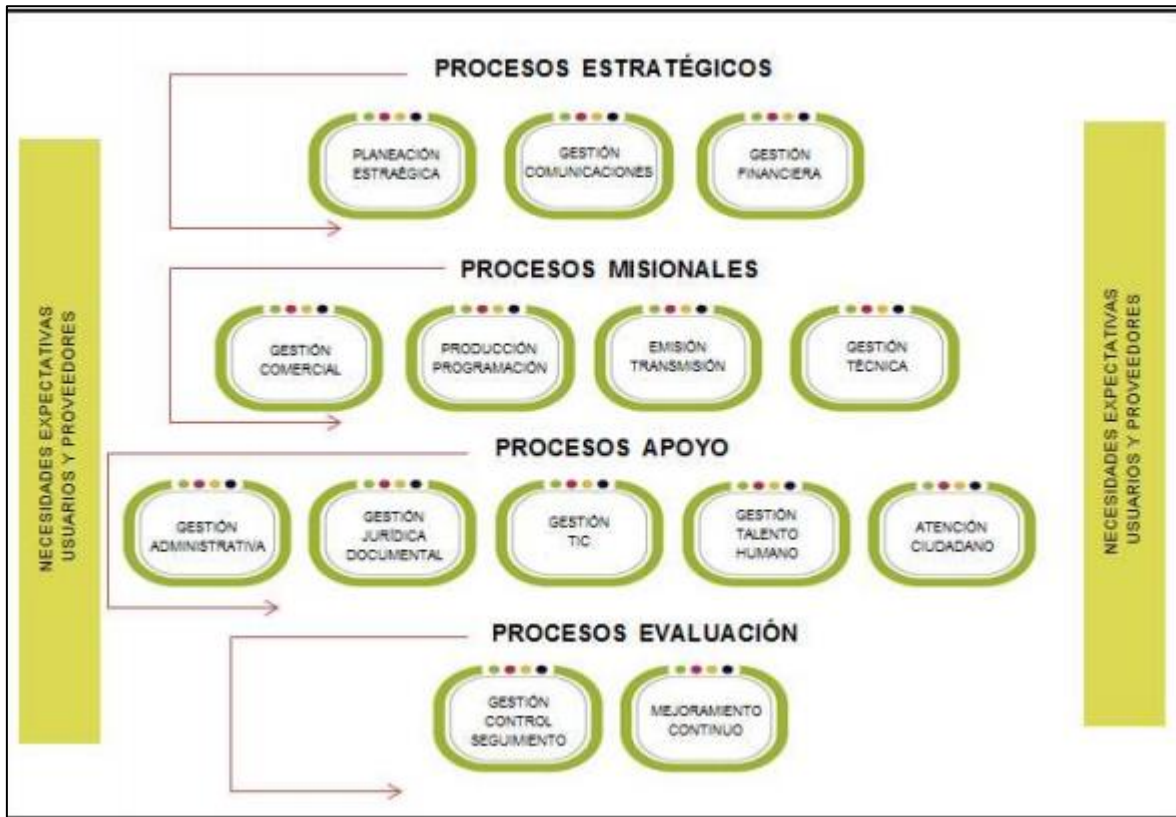 PROCESOS ESTRATÉGICOS
PLANEACIÓN
ESTRAÉGICA
GESTIÓN
COMUNICACIONES
GESTIÓN
FINANCIERA
NECESIDADES EXPECTATIVAS
USUARIOS Y PROVEEDORES
PROCESOS MISIONALES
GESTIÓN
COMERCIAL
PRODUCCIÓN
PROGRAMACIÓN
EMISIÓN
TRANSMISIÓN
GESTIÓN
TÉCNICA
PROCESOS APOYO
GESTIÓN
ADMINISTRATIVA
GESTIÓN
JURÍDICA
DOCUMENTAL
GESTIÓN
TIC
GESTIÓN
TALENTO
HUMANO
ATENCIÓN
CIUDADANO
PROCESOS EVALUACIÓN
GESTIÓN
CONTROL
SEGUIMIENTO
MEJORAMIENTO
CONTINUO
NECESIDADES EXPECTATIVAS
USUARIOS Y PROVEEDORES